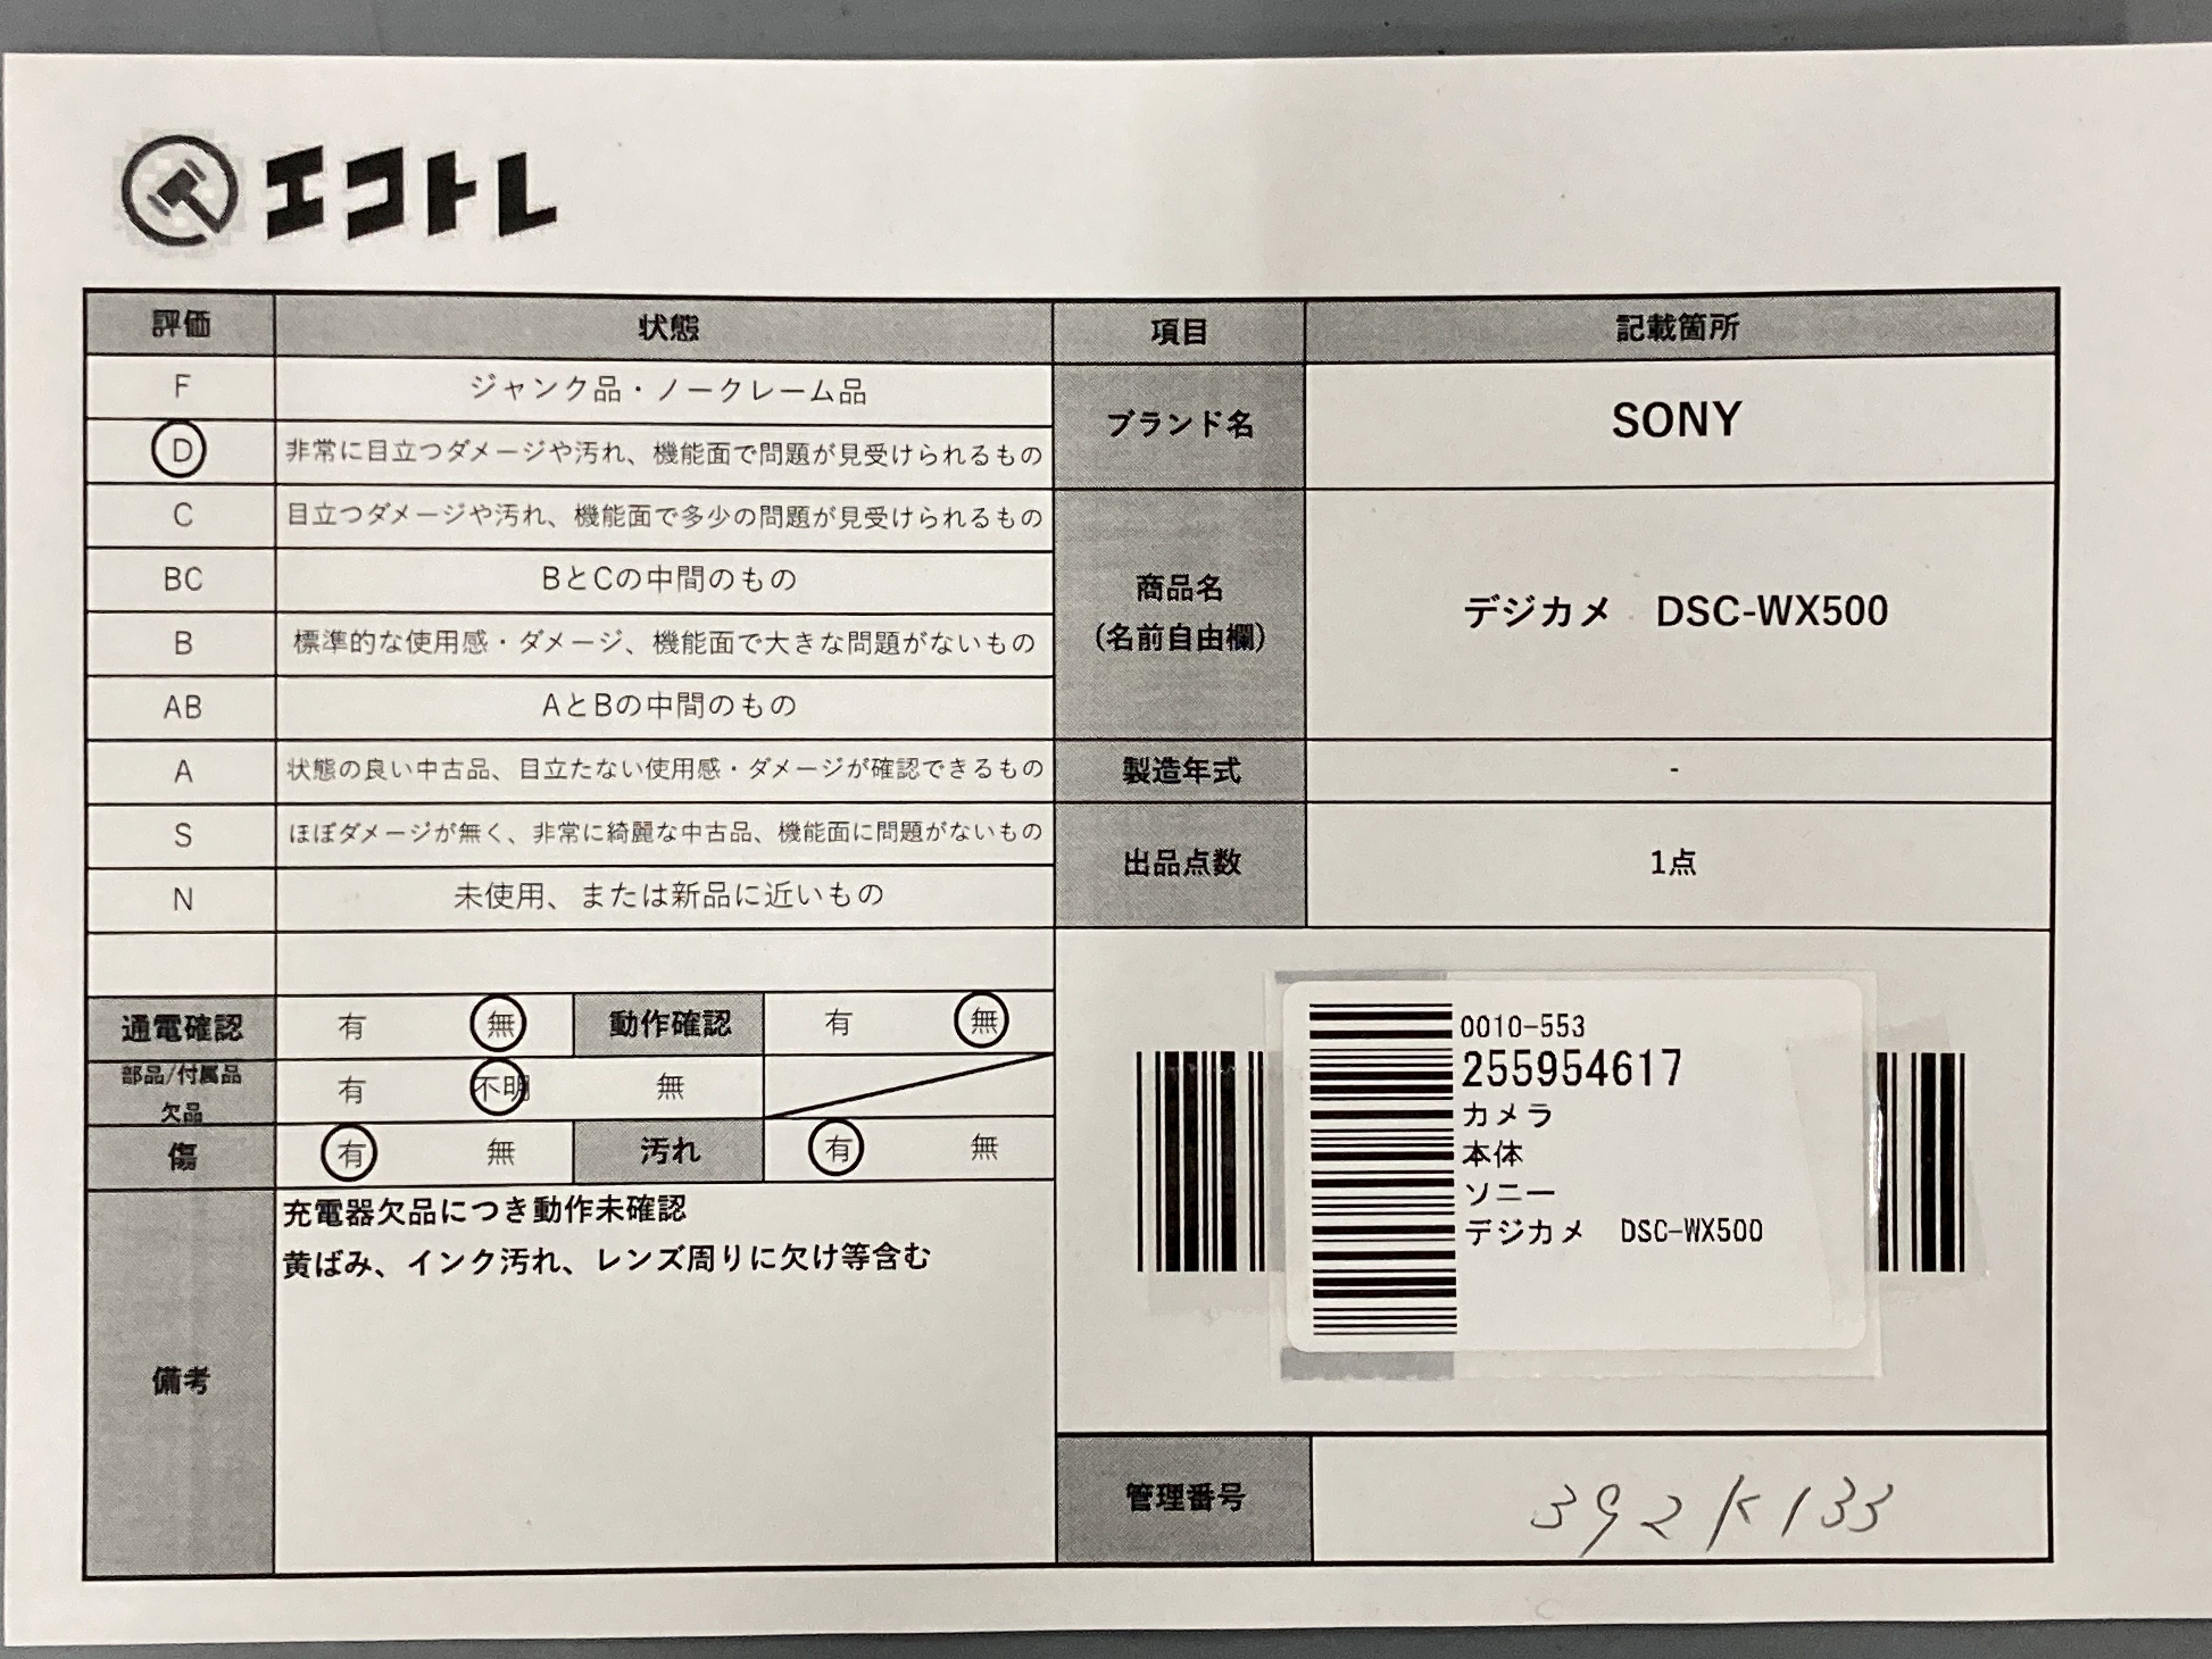 エコトレ
評価 状態 項目 記載箇所
F ジャンク品・ノークレーム品
D 非常に目立つダメージや汚れ、機能面で問題が見受けられるもの
ブランド名 SONY
C 目立つダメージや汚れ、機能面で多少の問題が見受けられるもの
BC BとCの中間のもの
B 標準的な使用感・ダメージ、機能面で大きな問題がないもの
AB AとBの中間のもの
商品名
(名前自由欄)
デジカメ　DSC-WX500
A 状態の良い中古品、目立たない使用感・ダメージが確認できるもの
製造年式 -
S ほぼダメージが無く、非常に綺麗な中古品、機能面に問題がないもの
N 未使用、または新品に近いもの
出品点数 1点
通電確認 有 無 動作確認 有 無
部品/付属品
欠品
有 不明 無
傷 有 無 汚れ 有 無
備考
充電器欠品につき動作未確認
黄ばみ、インク汚れ、レンズ周りに欠け等含む
0010-553
255954617
カメラ
本体
ソニー
デジカメ　DSC-WX500
管理番号 392K133